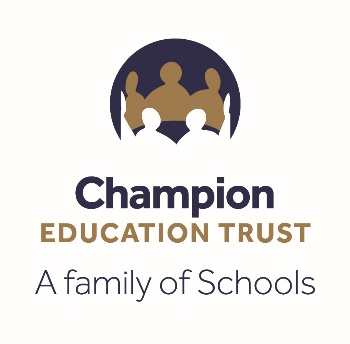 Champion
EDUCATION TRUST
A family of Schools